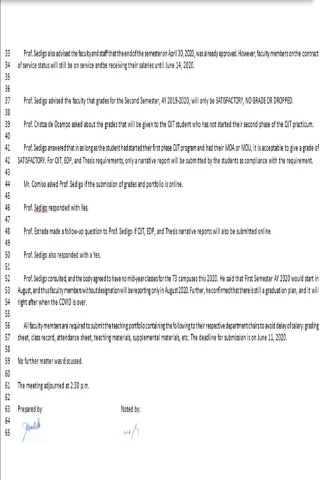 33 Prof. Sedigo also advised the faculty and staff that the end of the semester on April 30, 2020, was already approved. However, faculty members on the contract
34 of service status will still be on service and be receiving their salaries until June 14, 2020.
35
36
37 Prof. Sedigo advised the faculty that grades for the Second Semester, AY 2019-2020, will only be SATISFACTORY, NO GRADE OR DROPPED.
38
39 Prof. Cristza de Ocampo asked about the grades that will be given to the OJT student who has not started their second phase of the OJT practicum.
40
41 Prof. Sedigo answered that in as long as the student had started their first phase OJT program and had their MOA or MOU, it is acceptable to give a grade of
42 SATISFACTORY. For OJT, EDP, and Thesis requirements, only a narrative report will be submitted by the students as compliance with the requirement.
43
44 Mr. Comiso asked Prof. Sedigo if the submission of grades and portfolio is online.
45
46 Prof. Sedigo responded with Yes.
47
48 Prof. Estrada made a follow-up question to Prof. Sedigo if OJT, EDP, and Thesis narrative reports will also be submitted online.
49
50 Prof. Sedigo also responded with a Yes.
51
52 Prof. Sedigo consulted, and the body agreed to have no mid-year classes for the T3 campuses this 2020. He said that First Semester AY 2020 would start in
53 August, and thus faculty members without designation will be reporting only in August 2020. Further, he confirmed that there is still a graduation plan, and it will
54 right after when the COVID is over.
55
56 All faculty members are required to submit the teaching portfolio containing the following to their respective department chairs to avoid delay of salary: grading
57 sheet, class record, attendance sheet, teaching materials, supplemental materials, etc. The deadline for submission is on June 11, 2020.
58
59 No further matter was discussed.
60
61 The meeting adjourned at 2:30 p.m.
62
63 Prepared by: Noted by:
64
65